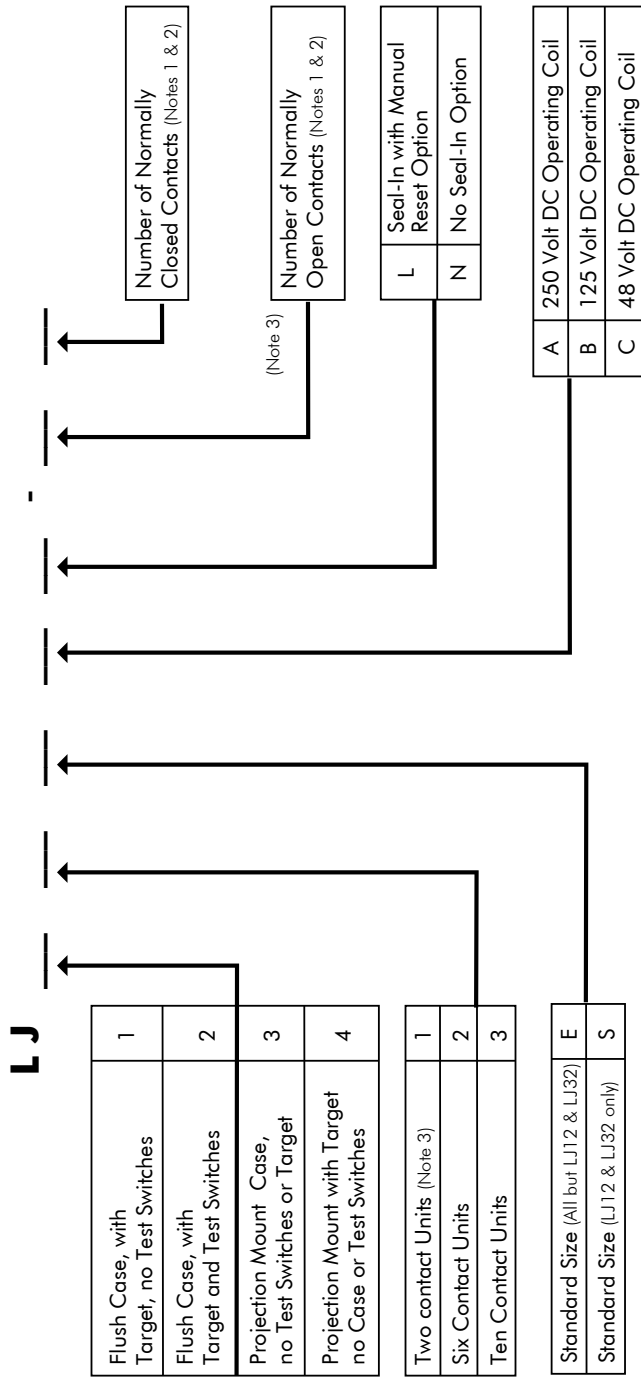 LJ
-
Flush Case, with
Target, no Test Switches
1
Flush Case, with
Target and Test Switches
2
Projection Mount Case,
no Test Switches or Target
3
Projection Mount with Target
no Case or Test Switches
4
Two contact Units (Note 3)
1
Six Contact Units
2
Ten Contact Units
3
Standard Size (All but LJ12 & LJ32)
E
Standard Size (LJ12 & LJ32 only)
S
Number of Normally
Closed Contacts (Notes 1 & 2)
(Note 3)
Number of Normally
Open Contacts (Notes 1 & 2)
L
Seal-In with Manual
Reset Option
N
No Seal-In Option
A
250 Volt DC Operating Coil
B
125 Volt DC Operating Coil
C
48 Volt DC Operating Coil